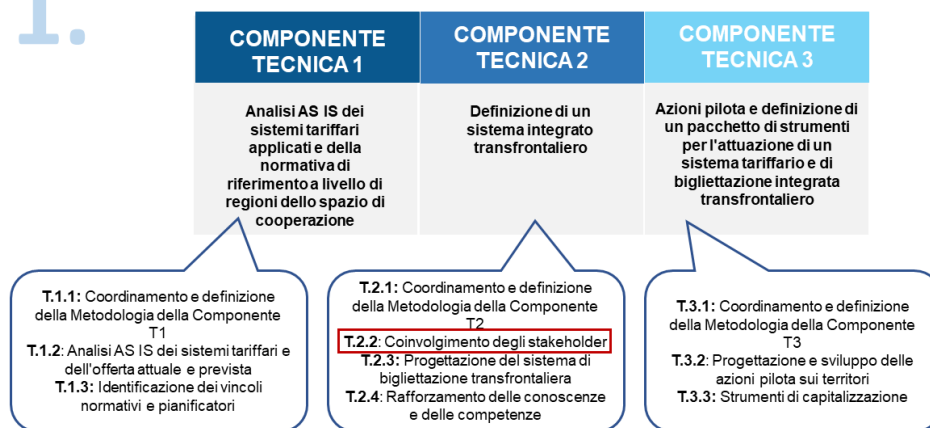 1.
COMPONENTE
TECNICA 1
COMPONENTE
TECNICA 2
COMPONENTE
TECNICA 3
Analisi AS IS dei
sistemi tariffari
applicati e della
normativa di
riferimento a livello di
regioni dello spazio di
cooperazione
Definizione di un
sistema integrato
transfrontaliero
Azioni pilota e definizione di
un pacchetto di strumenti
per l'attuazione di un
sistema tariffario e di
bigliettazione integrata
transfrontaliero
T.1.1: Coordinamento e definizione
della Metodologia della Componente
T1
T.1.2: Analisi AS IS dei sistemi tariffari e
dell'offerta attuale e prevista
T.1.3: Identificazione dei vincoli
normativi e pianificatori
T.2.1: Coordinamento e definizione
della Metodologia della Componente
T2
T.2.2: Coinvolgimento degli stakeholder
T.2.3: Progettazione del sistema di
bigliettazione transfrontaliera
T.2.4: Rafforzamento delle conoscenze
e delle competenze
T.3.1: Coordinamento e definizione
della Metodologia della Componente
T3
T.3.2: Progettazione e sviluppo delle
azioni pilota sui territori
T.3.3: Strumenti di capitalizzazione